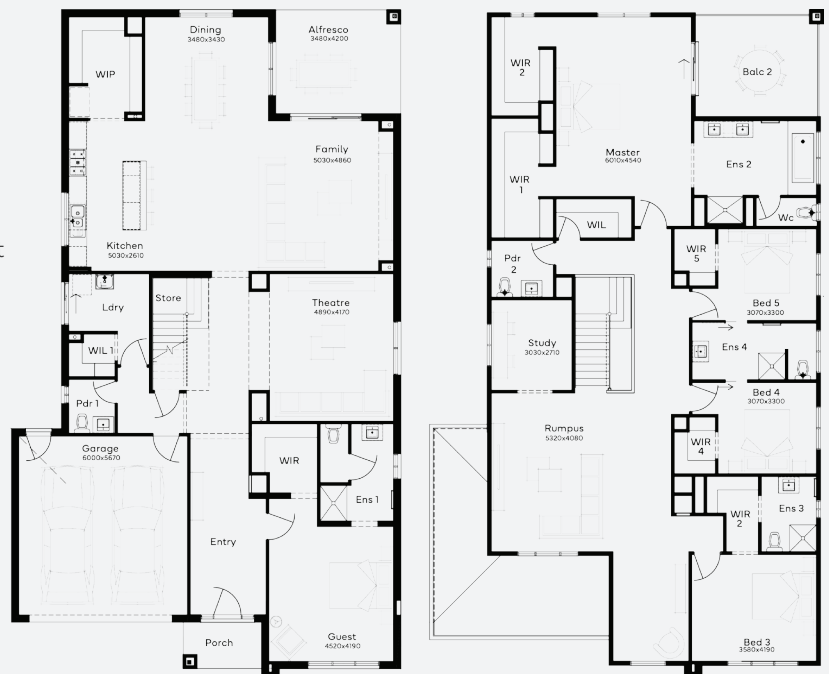 Dining
3480x3430
Alfresco
3480x4200
WIP
Family
5030x4860
Kitchen
5030x2610
Ldry
Store
Theatre
4890x4170
WIL 1
Pdr 1
Garage
6000x5670
WIR
Ens 1
Entry
Guest
4520x4190
Porch
WIR
2
Balc 2
Master
6010x4540
Ens 2
WIR
1
WIL
Wc
Pdr
2
WIR
5
Bed 5
3070x3300
Study
3030x2710
Ens 4
Bed 4
3070x3300
Rumpus
5320x4080
WIR
4
WIR
2
Ens 3
Bed 3
3580x4190